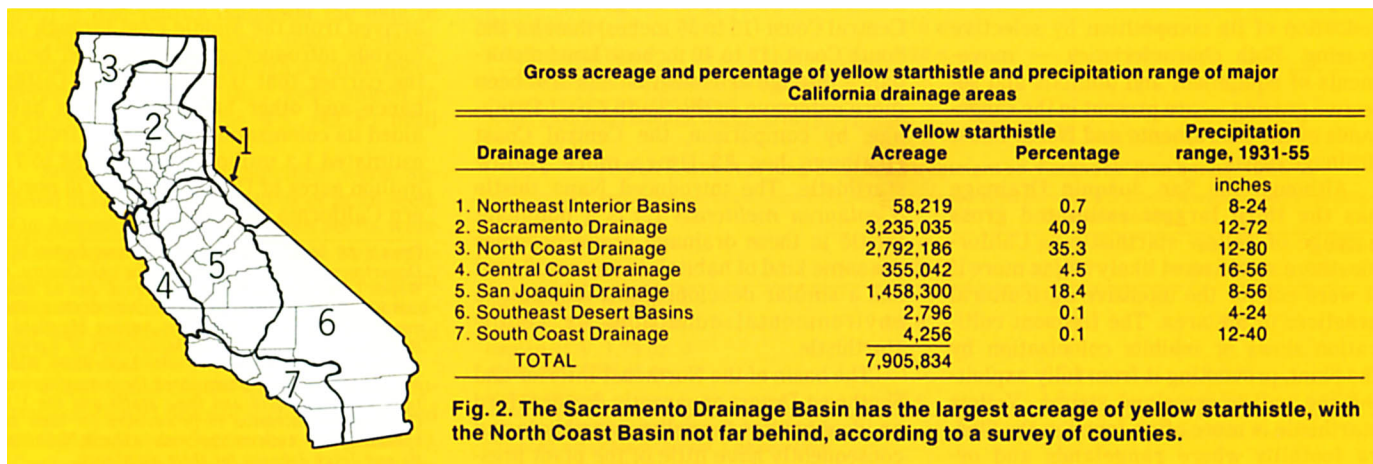 3
2
1
5
4
6
7
Gross acreage and percentage of yellow starthistle and precipitation range of major
California drainage areas
Yellow starthistle Precipitation
Drainage area Acreage Percentage range, 1931-55
inches
1. Northeast Interior Basins 58,219 0.7 8-24
2. Sacramento Drainage 3,235,035 40.9 12-72
3. North Coast Drainage 2,792,186 35.3 12-80
4. Central Coast Drainage 355,042 4.5 16-56
5. San Joaquin Drainage 1,458,300 18.4 8-56
6. Southeast Desert Basins 2,796 0.1 4-24
7. South Coast Drainage 4,256 0.1 12-40
TOTAL 7,905,834
Fig. 2. The Sacramento Drainage Basin has the largest acreage of yellow starthistle, with
the North Coast Basin not far behind, according to a survey of counties.